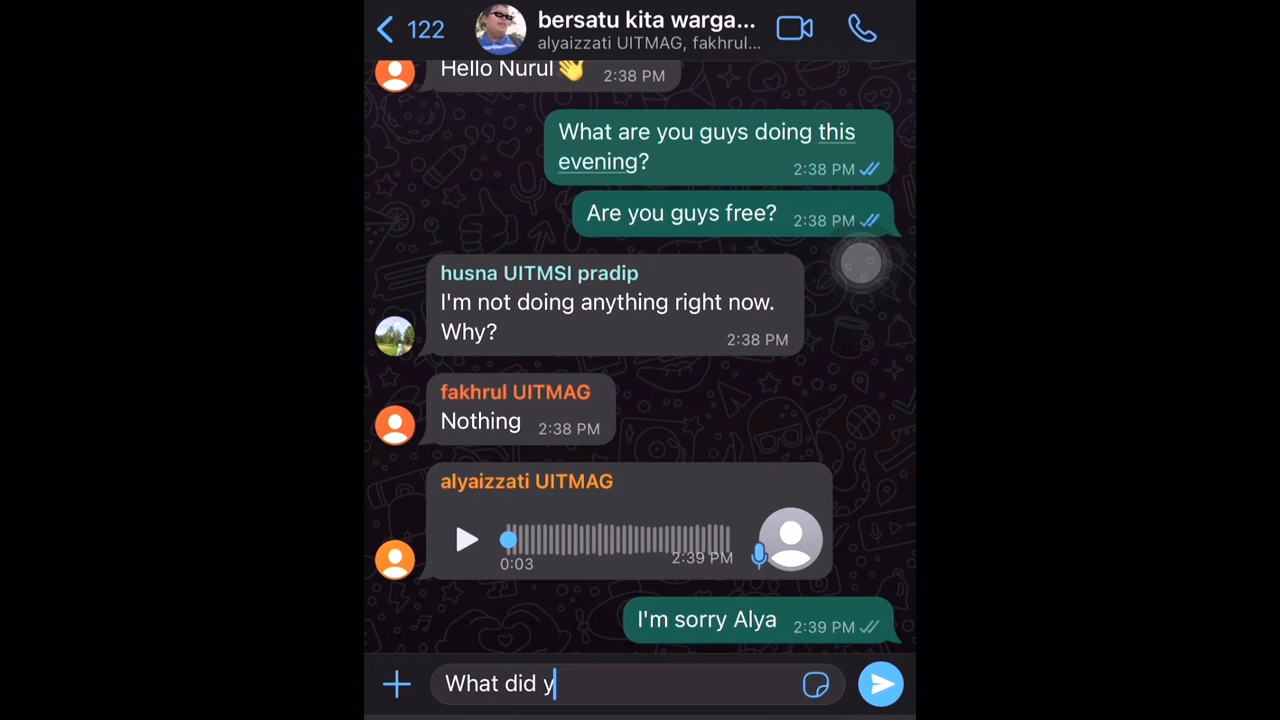 122
bersatu kita warga...
alyaizzati UITMAG, fakhrul...
Hello Nurul👋 2:38 PM
What are you guys doing this
evening? 2:38 PM
Are you guys free? 2:38 PM
husna UITMSI pradip
I'm not doing anything right now.
Why? 2:38 PM
fakhrul UITMAG
Nothing 2:38 PM
alyaizzati UITMAG
0:03 2:39 PM
I'm sorry Alya 2:39 PM
What did y